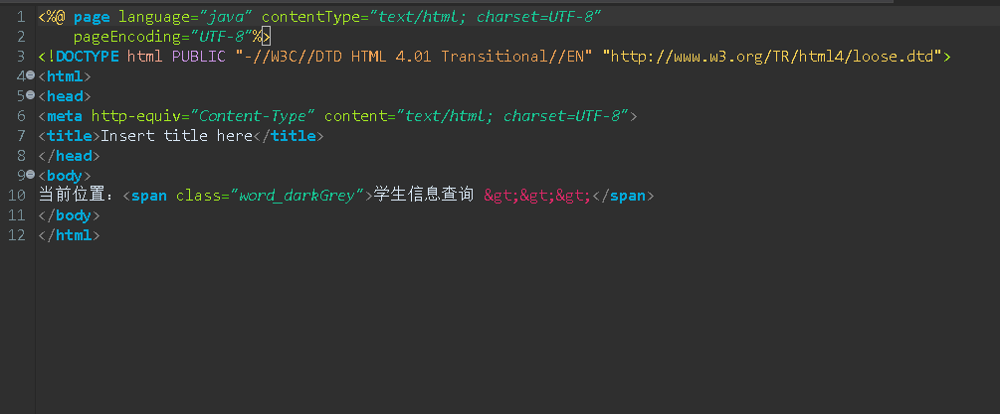 1 <%@ page language="java" contentType="text/html; charset=UTF-8"
2 pageEncoding="UTF-8"%>
3 <!DOCTYPE html PUBLIC "-//W3C//DTD HTML 4.01 Transitional//EN" "http://www.w3.org/TR/html4/loose.dtd">
4 <html>
5 <head>
6 <meta http-equiv="Content-Type" content="text/html; charset=UTF-8">
7 <title>Insert title here</title>
8 </head>
9 <body>
10 当前位置：<span class="word_darkGrey">学生信息查询 &gt;&gt;&gt;</span>
11 </body>
12 </html>